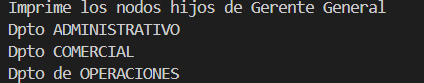 Imprime los nodos hijos de Gerente General
Dpto ADMINISTRATIVO
Dpto COMERCIAL
Dpto de OPERACIONES